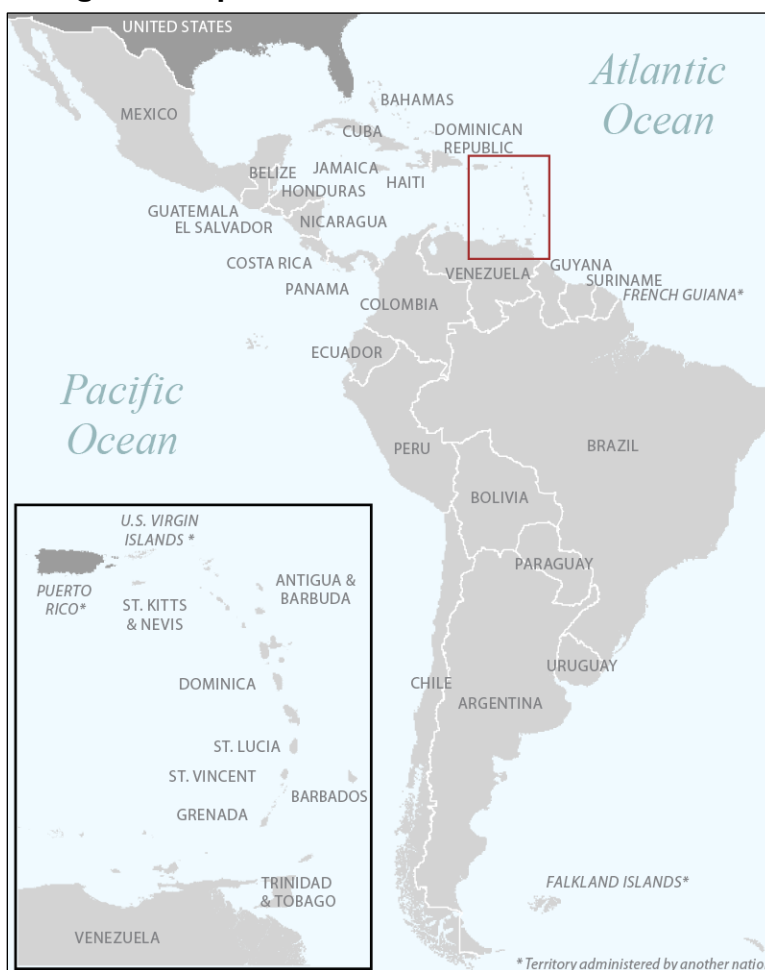 UNITED STATES
Atlantic
Ocean
BAHAMAS
MEXICO
CUBA
DOMINICAN
REPUBLIC
BELIZE
JAMAICA
HAITI
HONDURAS
GUATEMALA
EL SALVADOR
NICARAGUA
COSTA RICA
PANAMA
VENEZUELA
GUYANA
SURINAME
FRENCH GUIANA*
COLOMBIA
ECUADOR
Pacific
Ocean
PERU
BRAZIL
BOLIVIA
PARAGUAY
URUGUAY
CHILE
ARGENTINA
FALKLAND ISLANDS*
U.S. VIRGIN
ISLANDS *
PUERTO
RICO*
ST. KITTS
& NEVIS
ANTIGUA &
BARBUDA
DOMINICA
ST. LUCIA
ST. VINCENT
BARBADOS
GRENADA
TRINIDAD
& TOBAGO
VENEZUELA
* Territory administered by another natio